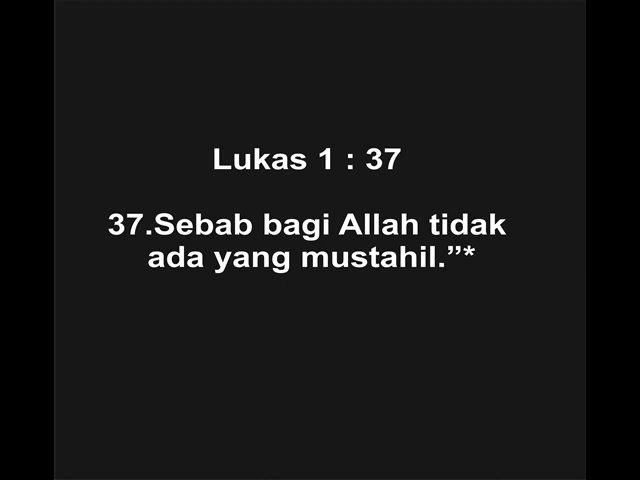 Lukas 1 : 37
37.Sebab bagi Allah tidak
ada yang mustahil.”*